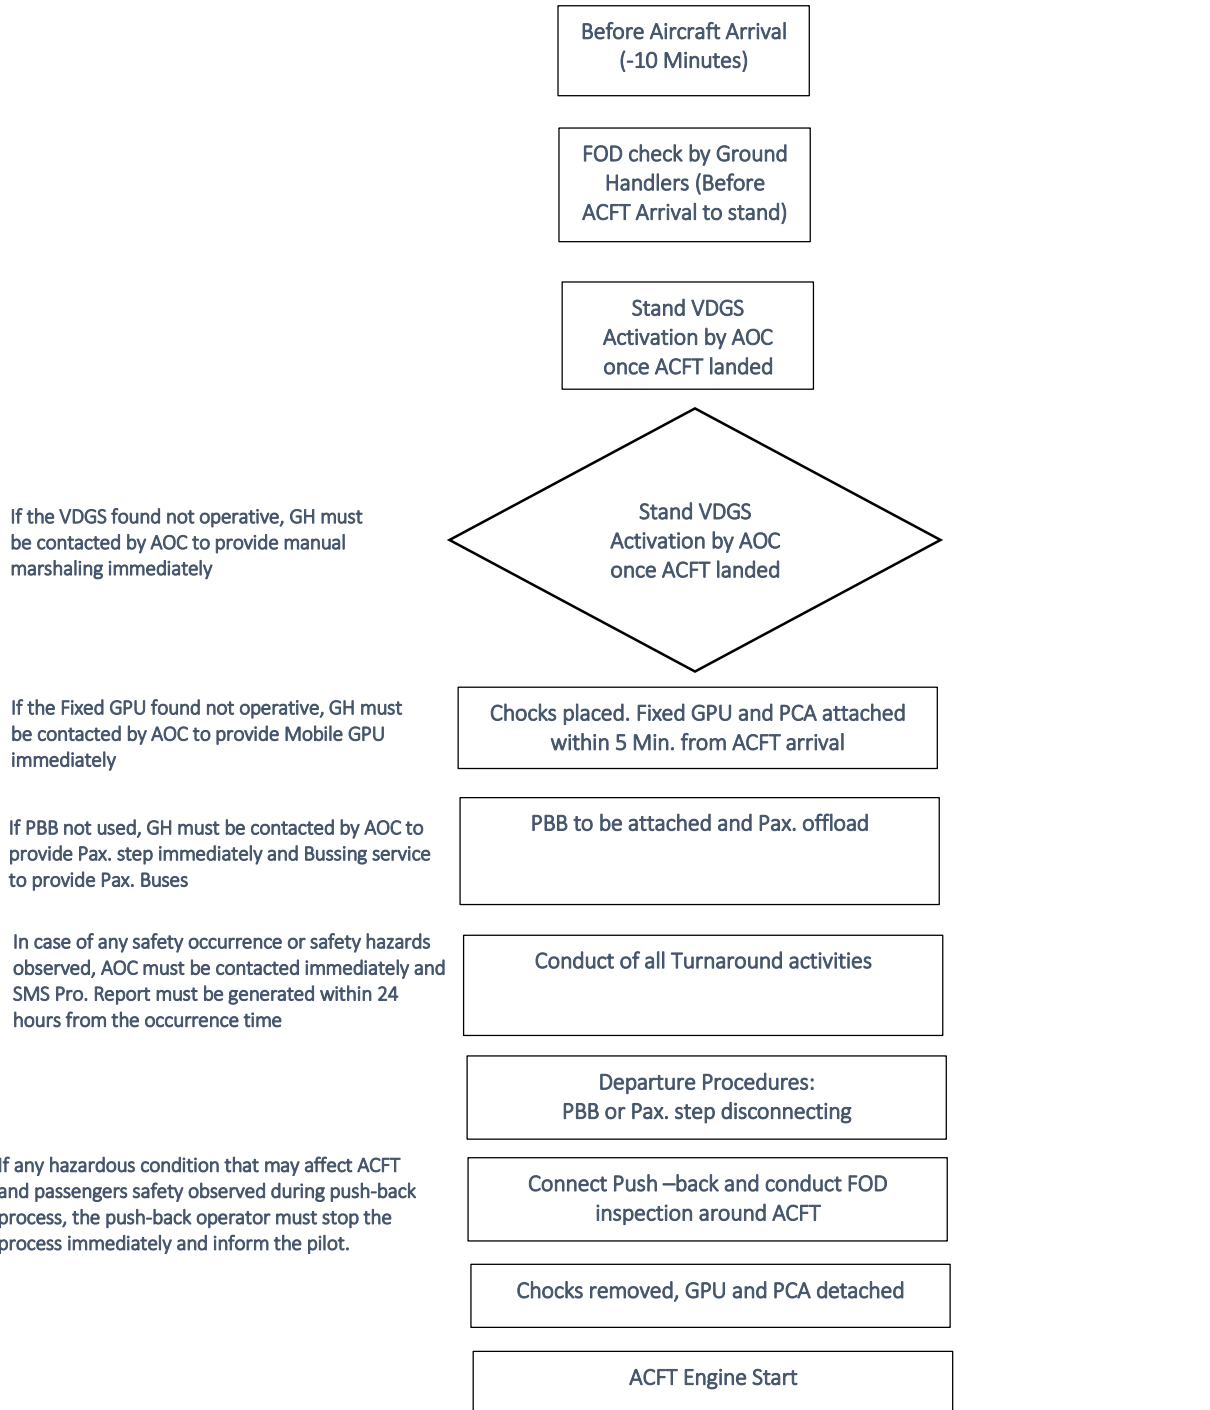 Before Aircraft Arrival
(-10 Minutes)
FOD check by Ground
Handlers (Before
ACFT Arrival to stand)
Stand VDGS
Activation by AOC
once ACFT landed
If the VDGS found not operative, GH must
be contacted by AOC to provide manual
marshaling immediately
Stand VDGS
Activation by AOC
once ACFT landed
If the Fixed GPU found not operative, GH must
be contacted by AOC to provide Mobile GPU
immediately
Chocks placed. Fixed GPU and PCA attached
within 5 Min. from ACFT arrival
If PBB not used, GH must be contacted by AOC to
provide Pax. step immediately and Bussing service
to provide Pax. Buses
PBB to be attached and Pax. offload
In case of any safety occurrence or safety hazards
observed, AOC must be contacted immediately and
SMS Pro. Report must be generated within 24
hours from the occurrence time
Conduct of all Turnaround activities
Departure Procedures:
PBB or Pax. step disconnecting
If any hazardous condition that may affect ACFT
and passengers safety observed during push-back
process, the push-back operator must stop the
process immediately and inform the pilot.
Connect Push –back and conduct FOD
inspection around ACFT
Chocks removed, GPU and PCA detached
ACFT Engine Start